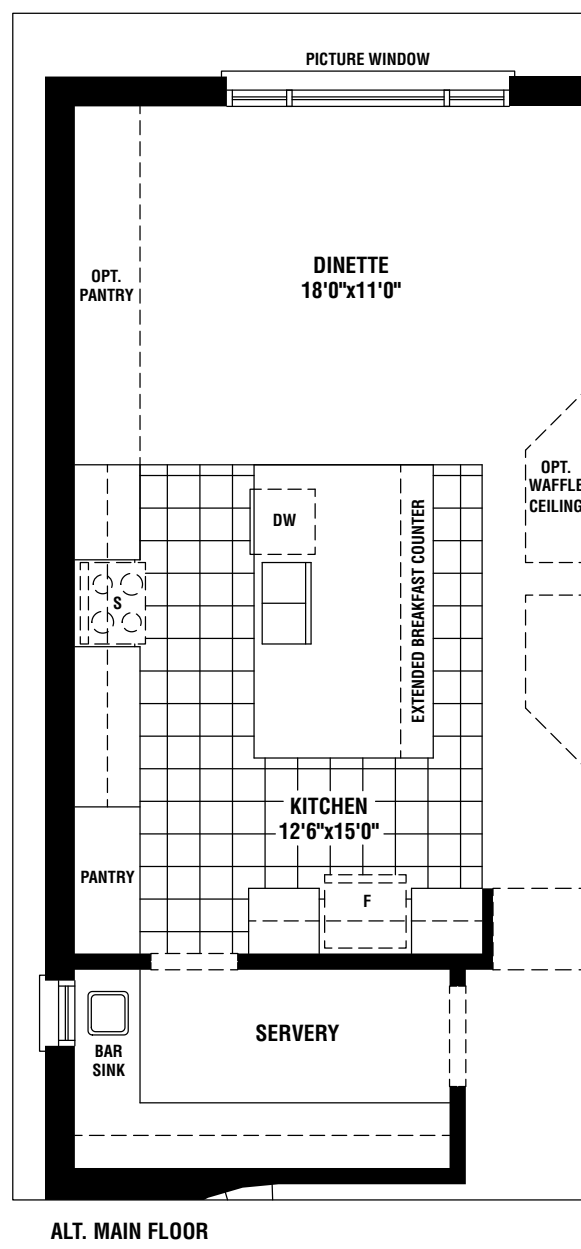 PICTURE WINDOW
DINETTE
18'0"x11'0"
OPT.
PANTRY
OPT.
WAFFLE
CEILING
DW
S
EXTENDED BREAKFAST COUNTER
KITCHEN
12'6"x15'0"
PANTRY
F
SERVERY
BAR
SINK
ALT. MAIN FLOOR